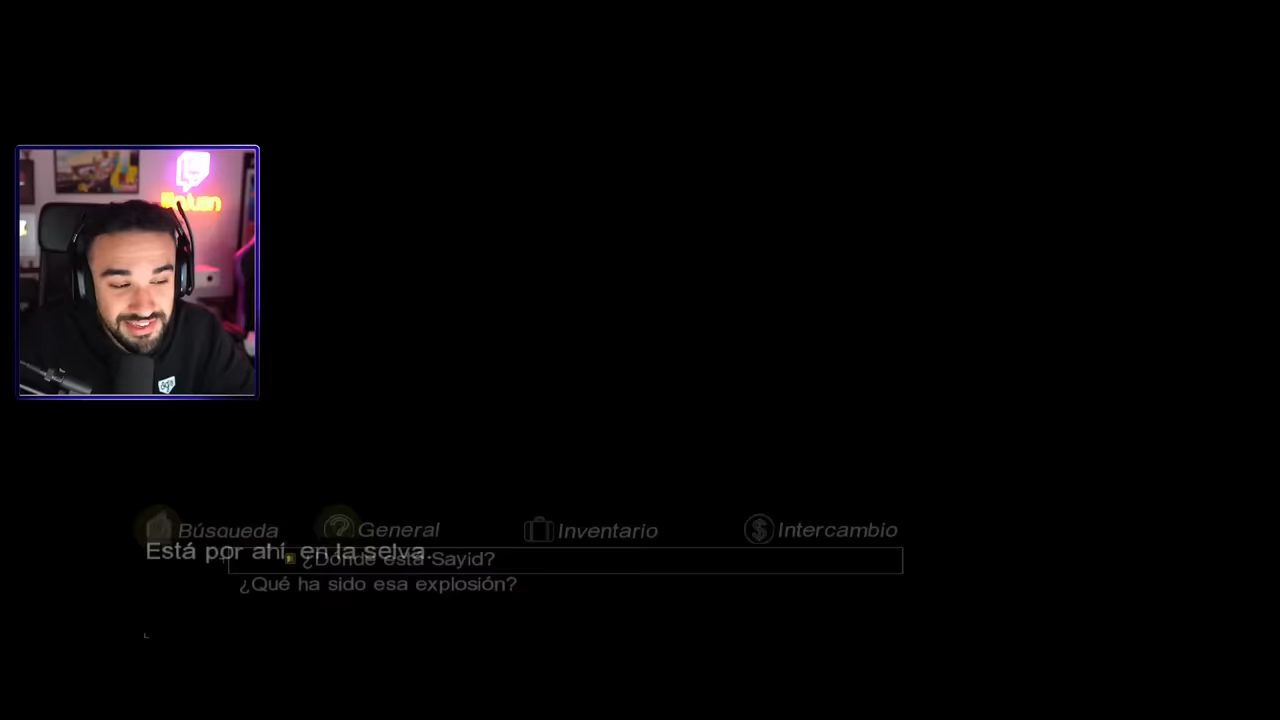 Búsqueda
General
Inventario
Intercambio
Está por ahí, en la selva.
¿Dónde está Sayid?
¿Qué ha sido esa explosión?